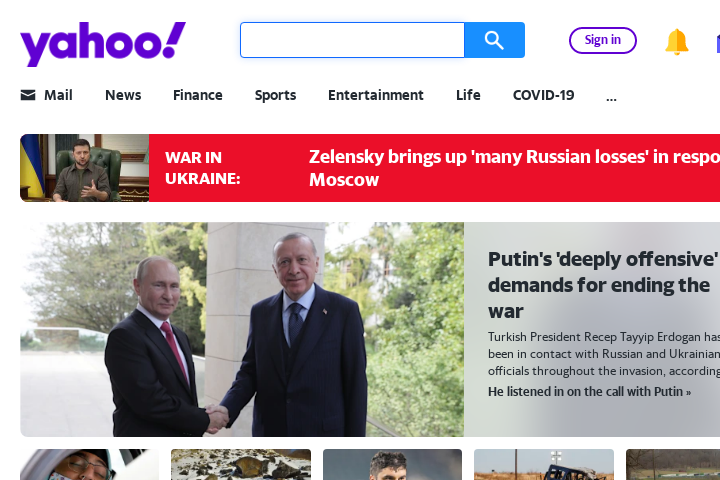 yahoo!
Sign in
Mail News Finance Sports Entertainment Life COVID-19 ...
WAR IN
UKRAINE:
Zelensky brings up 'many Russian losses' in respo
Moscow
Putin's 'deeply offensive'
demands for ending the
war
Turkish President Recep Tayyip Erdogan has
been in contact with Russian and Ukrainian
officials throughout the invasion, according
He listened in on the call with Putin »